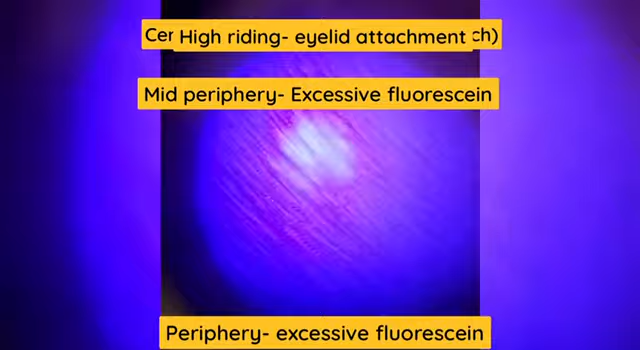 High riding- eyelid attachment
Mid periphery- Excessive fluorescein
Periphery- excessive fluorescein